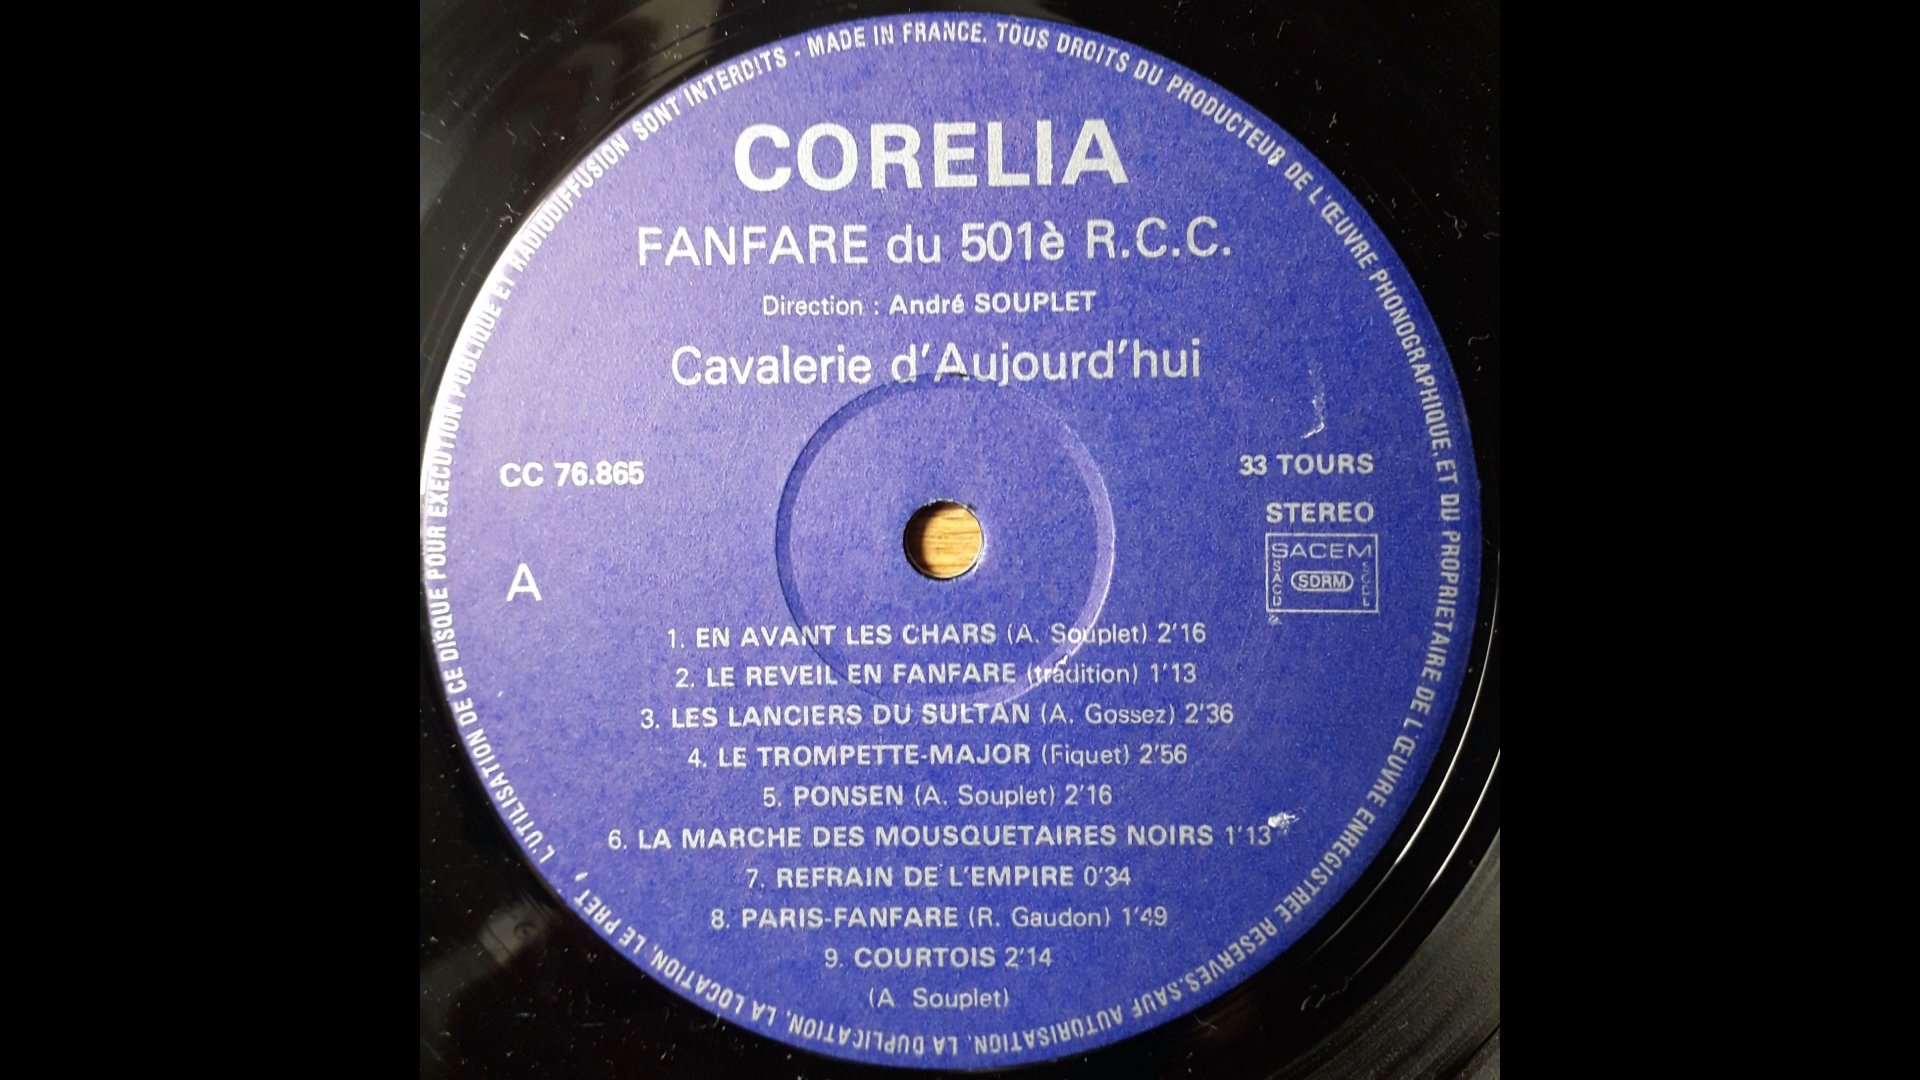 L'UTILISATION DE CE DISQUE POUR EXECUTION PUBLIQUE ET RADIODIFFUSION SONT INTERDITS - MADE IN FRANCE. TOUS DROITS DU PRODUCTEUR DE L'ŒUVRE PHONOGRAPHIQUE. ET DU PROPRIETAIRE DE L'ŒUVRE ENREGISTREE RESERVES. SAUF AUTORISATION, LA DUPLICATION, LA LOCATION, LE PRET,
CORELIA
FANFARE du 501è R.C.C.
Direction : André SOUPLET
Cavalerie d'Aujourd'hui
CC 76.865
33 TOURS
STEREO
SACEM
SACD
SDRM
SGDL
A
1. EN AVANT LES CHARS (A. Souplet) 2'16
2. LE REVEIL EN FANFARE (tradition) 1'13
3. LES LANCIERS DU SULTAN (A. Gossez) 2'36
4. LE TROMPETTE-MAJOR (Fiquet) 2'56
5. PONSEN (A. Souplet) 2'16
6. LA MARCHE DES MOUSQUETAIRES NOIRS 1'13
7. REFRAIN DE L'EMPIRE 0'34
8. PARIS-FANFARE (R. Gaudon) 1'49
9. COURTOIS 2'14
(A Souplet)